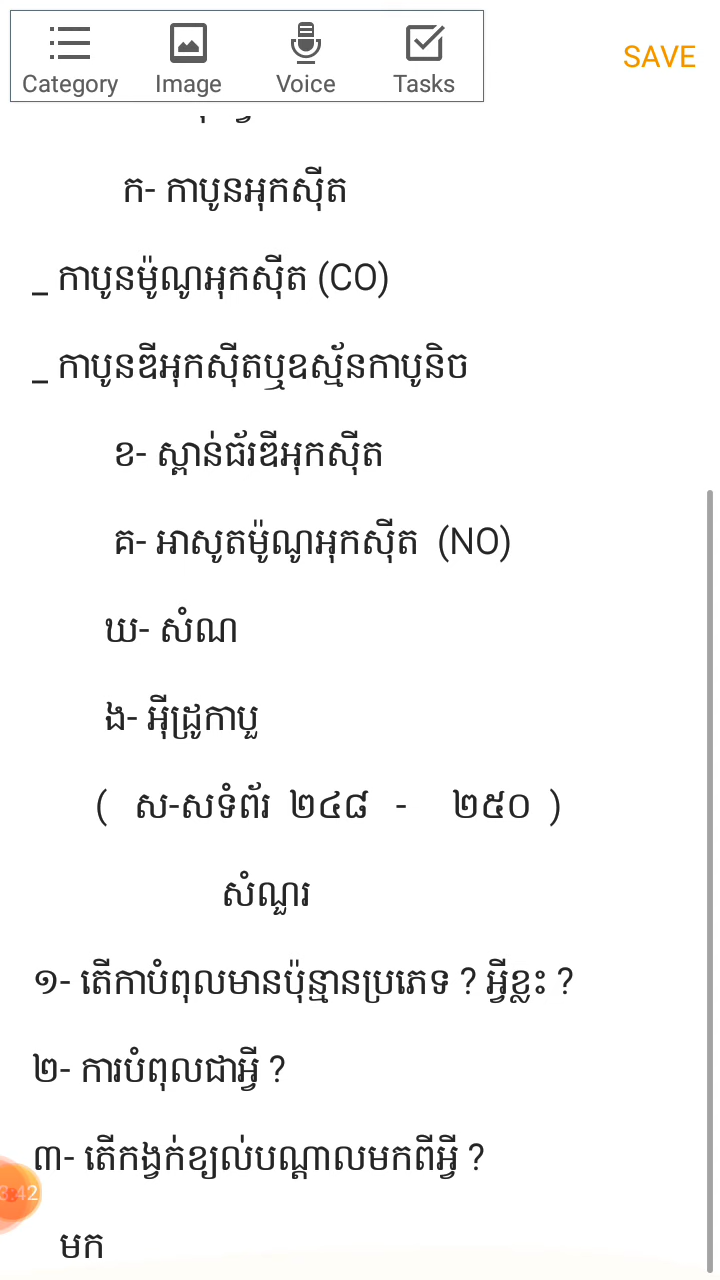 Category Image Voice Tasks
SAVE
ក- កាបូនអុកស៊ីត
_ កាបូនម៉ូណូអុកស៊ីត (CO)
_ កាបូនឌីអុកស៊ីតឬឧស្ម័នកាបូនិច
ខ- ស្ពាន់ធ័រឌីអុកស៊ីត
គ- អាសូតម៉ូណូអុកស៊ីត (NO)
ឃ- សំណ
ង- អ៊ីដ្រូកាបួ
( ស-សទំព័រ ២៤៨ - ២៥០ )
សំណួរ
១- តើកាបំពុលមានប៉ុន្មានប្រភេទ ? អ្វីខ្លះ ?
២- ការបំពុលជាអ្វី ?
៣- តើកង្វក់ខ្យល់បណ្ដាលមកពីអ្វី ?
មក